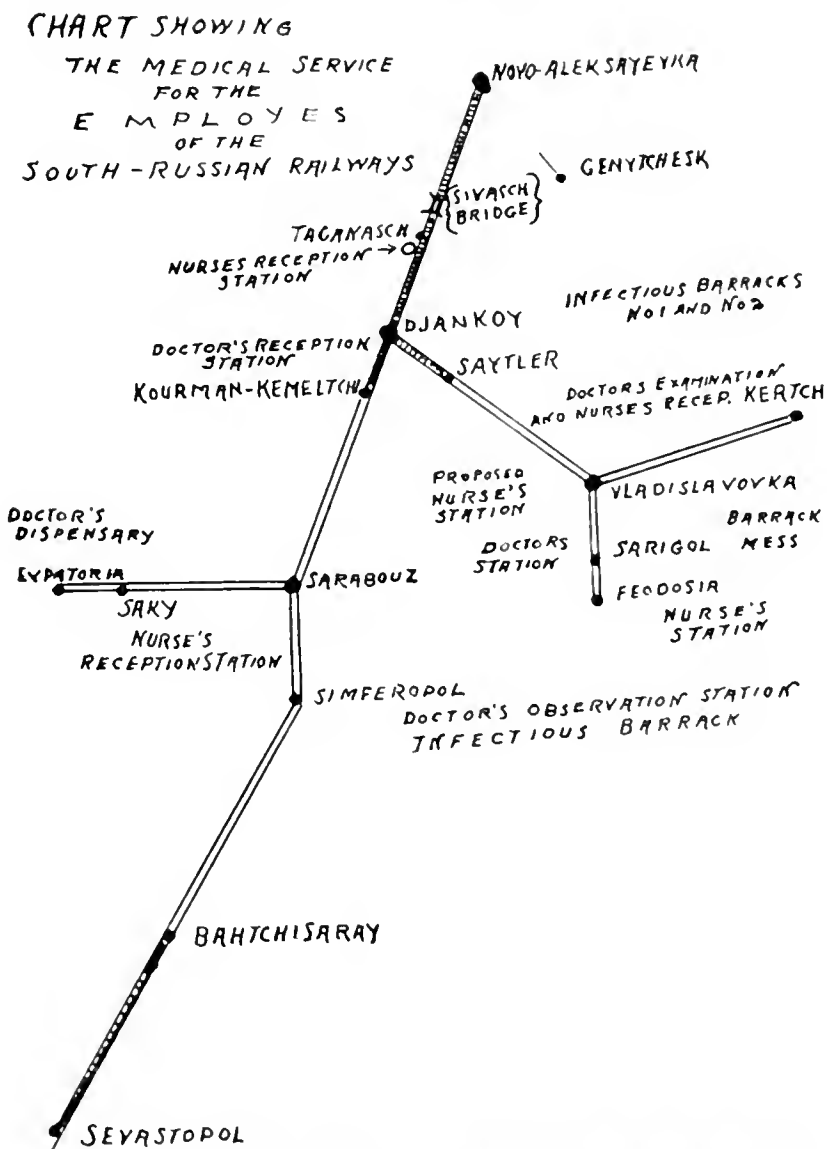 CHART SHOWING
THE MEDICAL SERVICE
FOR THE
EMPLOYES
OF THE
SOUTH-RUSSIAN RAILWAYS
NOVO-ALEKSAYEVKA
GENYTCHESK
{SIVASCH
BRIDGE}
TAGANASCH
NURSES RECEPTION →
STATION
INFECTIOUS BARRACKS
NO1 AND NO2
DJANKOY
DOCTOR'S RECEPTION
STATION
SAYTLER
KOURMAN-KEMELTCHI
DOCTORS EXAMINATION
AND NURSES RECEP. KERTCH
PROPOSED
NURSE'S
STATION
VLADISLAVOVKA
DOCTOR'S
DISPENSARY
BARRACK
MESS
DOCTORS
STATION
SARIGOL
EVPATORIA
SARABOUZ
FEODOSIA
SAKY
NURSE'S
STATION
NURSE'S
RECEPTION STATION
SIMFEROPOL
DOCTOR'S OBSERVATION STATION
INFECTIOUS BARRACK
BAHTCHISARAY
SEVASTOPOL